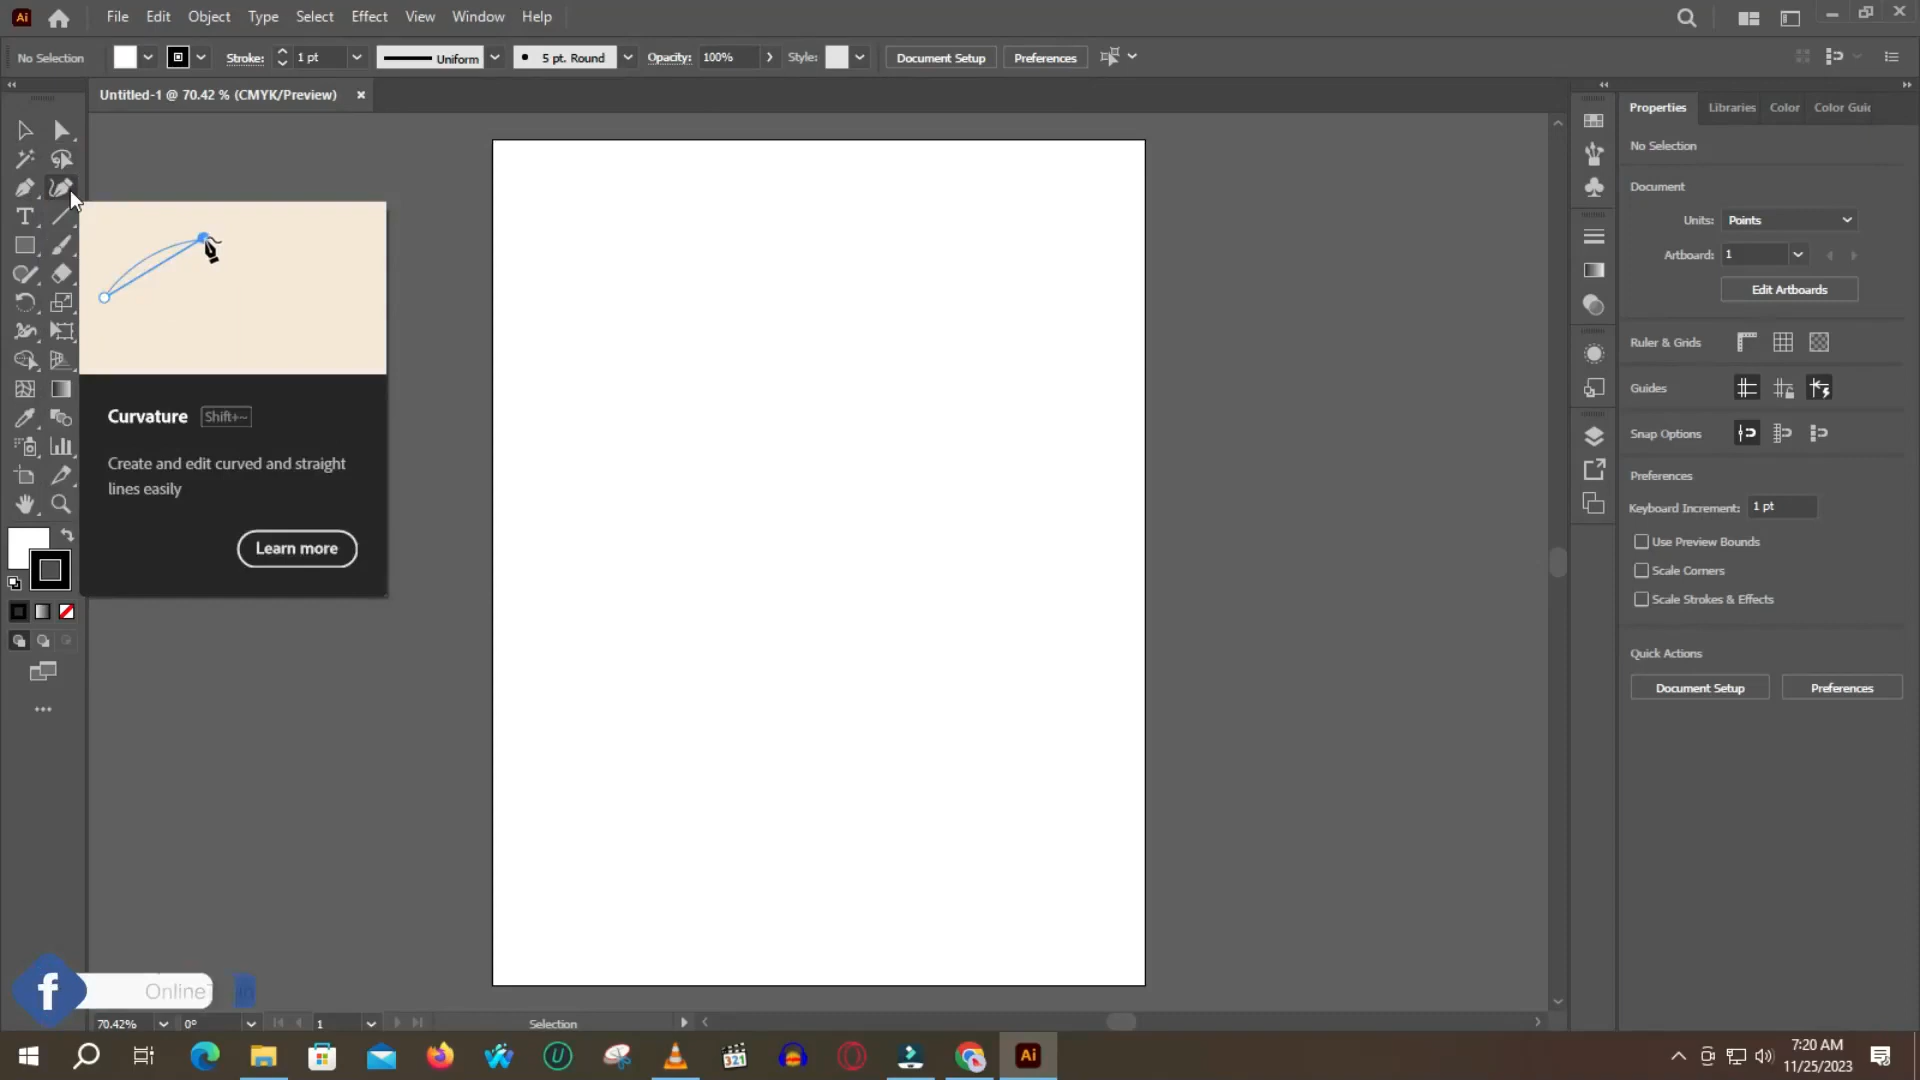 Ai File Edit Object Type Select Effect View Window Help
No Selection Stroke: 1 pt Uniform 5 pt. Round Opacity: 100% Style: Document Setup Preferences
Untitled-1 @ 70.42 % (CMYK/Preview)
Properties Libraries Color Color Guid
No Selection
Document
Units: Points
Artboard: 1
Edit Artboards
Ruler & Grids
Guides
Snap Options
Preferences
Keyboard Increment: 1 pt
Use Preview Bounds
Scale Corners
Scale Strokes & Effects
Quick Actions
Document Setup Preferences
Curvature Shift+~
Create and edit curved and straight
lines easily
Learn more
f Online
70.42% 0° 1 Selection
321 Ai
7:20 AM
11/25/2023